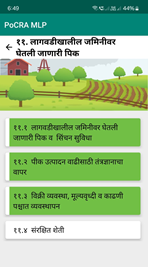 6:49
44%
PoCRA MLP
११. लागवडीखालील जमिनीवर
घेतली जाणारी पिक
११.१ लागवडीखालील जमिनीवर घेतली
जाणारी पिक व सिंचन सुविधा
११.२ पीक उत्पादन वाढीसाठी तंत्रज्ञानाचा
वापर
११.३ विक्री व्यवस्था, मूल्यवृध्दी व काढणी
पश्चात व्यवस्थापन
११.४ संरक्षित शेती